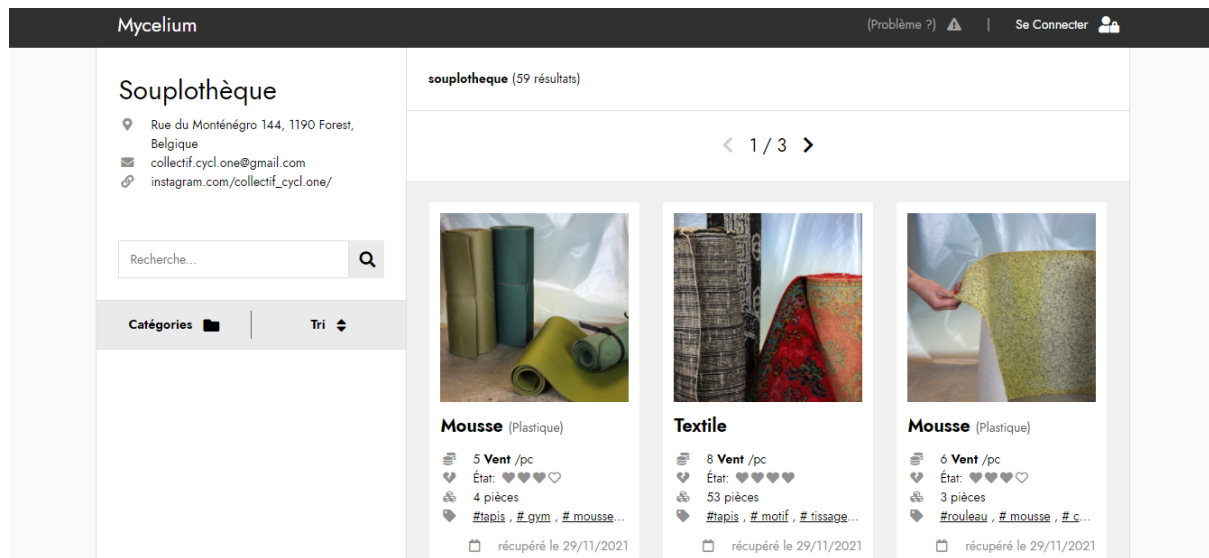 Mycelium
(Problème ?) | Se Connecter
Souplothèque
Rue du Monténégro 144, 1190 Forest,
Belgique
collectif.cycl.one@gmail.com
instagram.com/collectif_cycl.one/
Recherche...
Catégories
Tri
souplotheque (59 résultats)
1 / 3
Mousse (Plastique)
5 Vent /pc
État:
4 pièces
#tapis , # gym , # mousse...
récupéré le 29/11/2021
Textile
8 Vent /pc
État:
53 pièces
#tapis , # motif , # tissage...
récupéré le 29/11/2021
Mousse (Plastique)
6 Vent /pc
État:
3 pièces
#rouleau , # mousse , # c...
récupéré le 29/11/2021